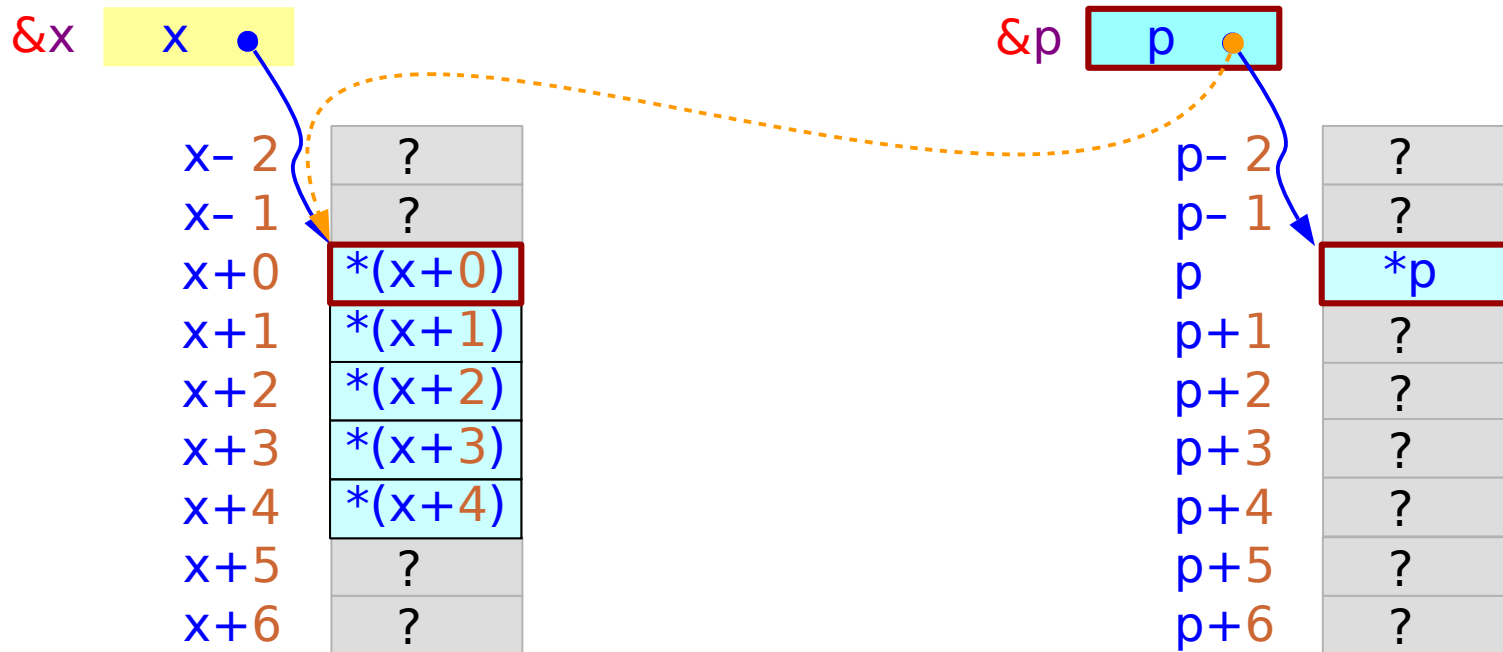 &x x &p p
x– 2 ? p– 2 ?
x– 1 ? p– 1 ?
x+0 *(x+0) p *p
x+1 *(x+1) p+1 ?
x+2 *(x+2) p+2 ?
x+3 *(x+3) p+3 ?
x+4 *(x+4) p+4 ?
x+5 ? p+5 ?
x+6 ? p+6 ?